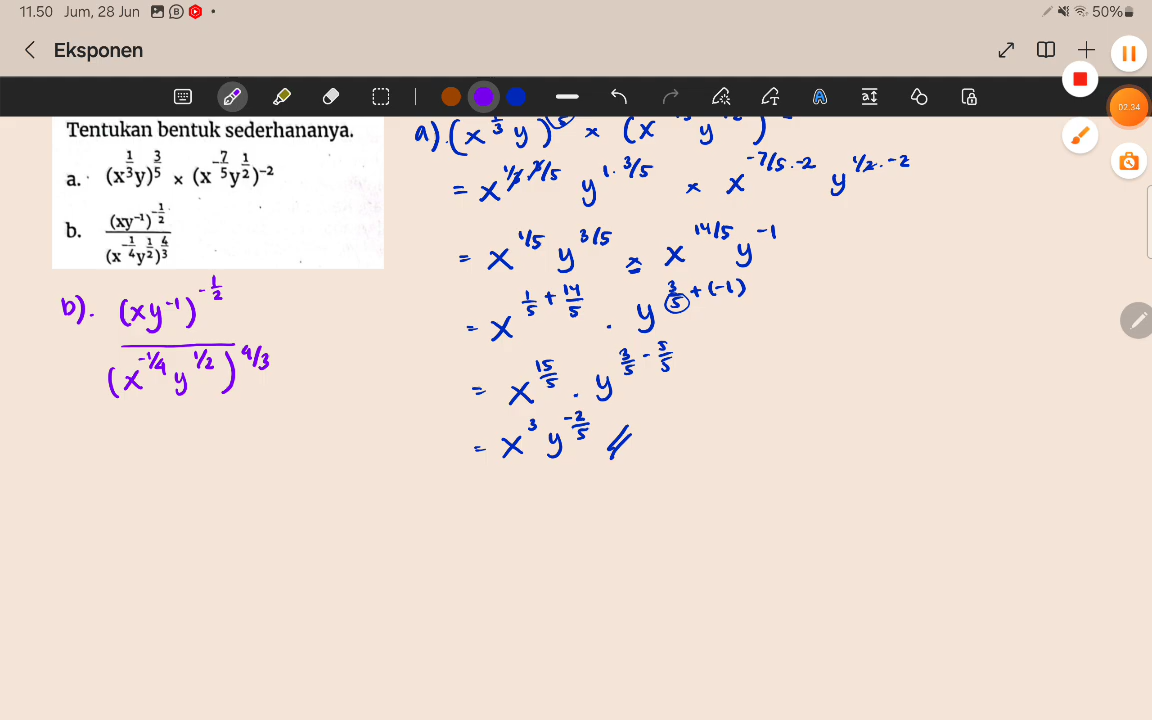 11.50 Jum, 28 Jun
50%
Eksponen
02.34
Tentukan bentuk sederhananya.
a. (x^{1/3}y)^{3/5} × (x^{-7/5}y^{1/2})^{-2}
b. (xy^{-1})^{-1/2} / (x^{-1/4}y^{1/2})^{4/3}
b). (xy^{-1})^{-1/2} / (x^{-1/4} y^{1/2})^{4/3}
= x^{1/3 · 3/5} y^{1 · 3/5} × x^{-7/5 · -2} y^{1/2 · -2}
= x^{1/5} y^{3/5} × x^{14/5} y^{-1}
= x^{1/5 + 14/5} · y^{3/5 + (-1)}
= x^{15/5} · y^{3/5 - 5/5}
= x^3 y^{-2/5}